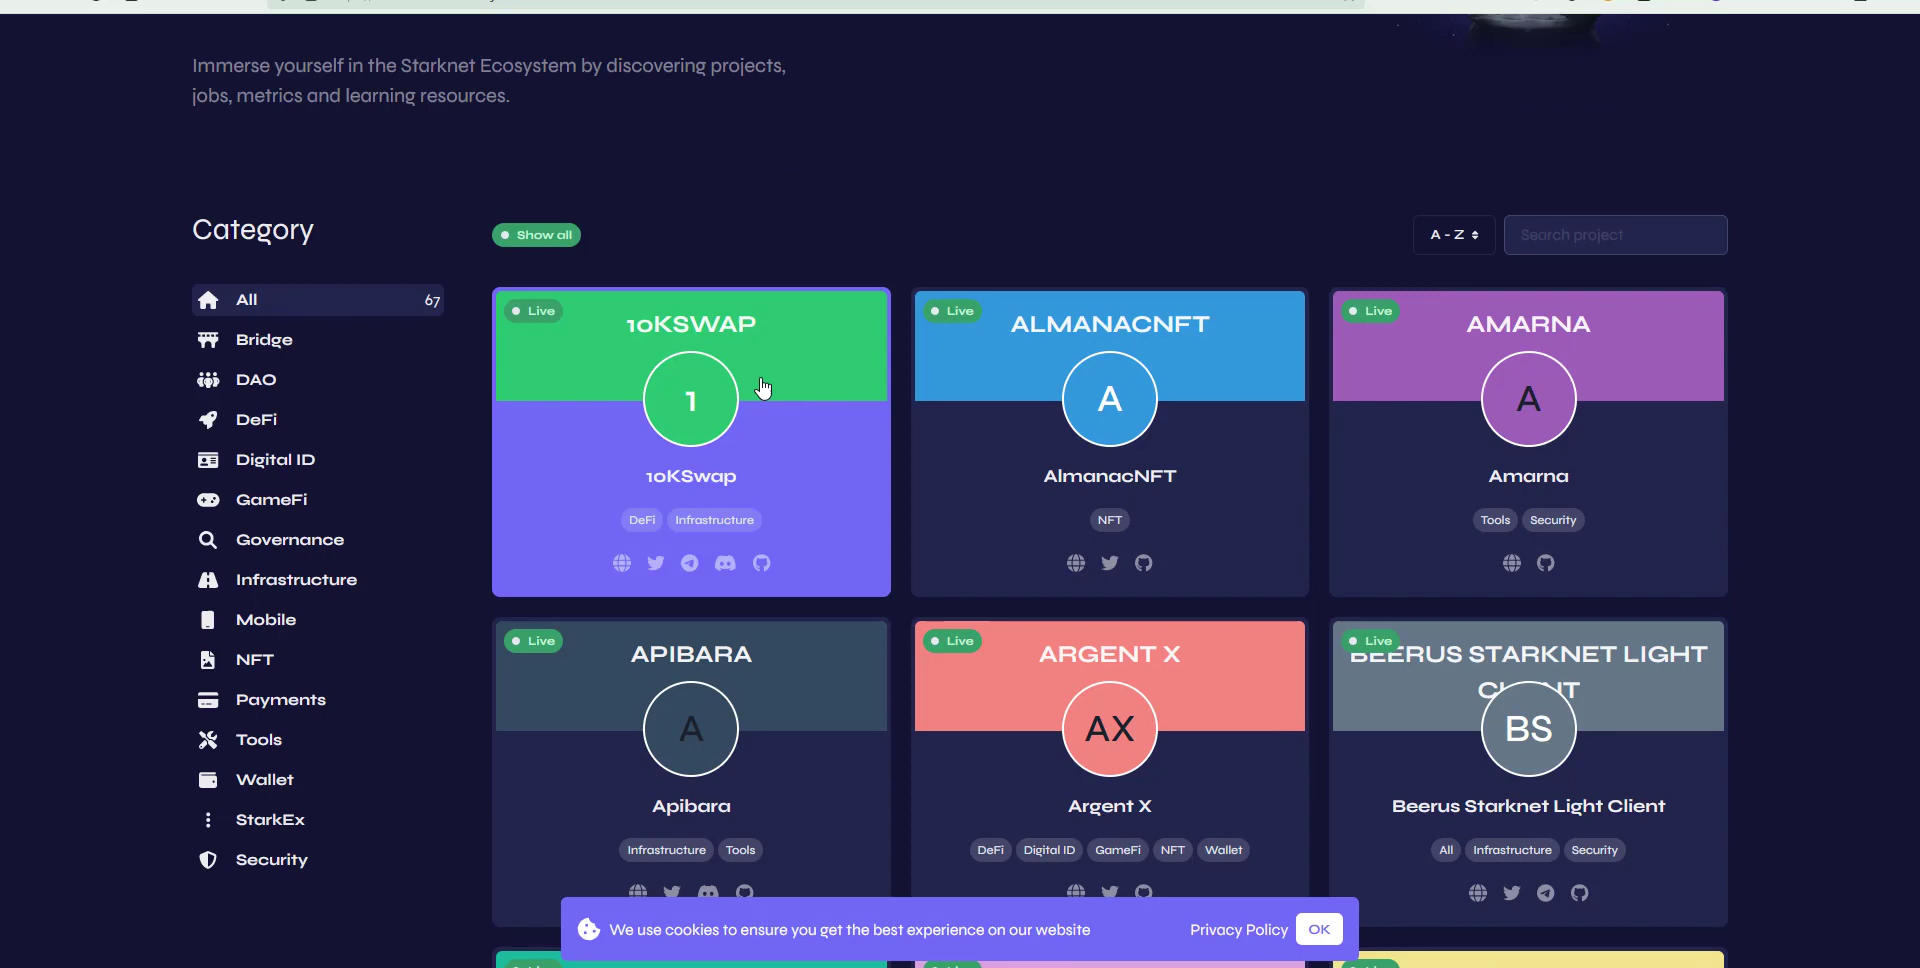 Immerse yourself in the Starknet Ecosystem by discovering projects,
jobs, metrics and learning resources.
Category
Show all
A - Z
Search project
All 67
Bridge
DAO
DeFi
Digital ID
GameFi
Governance
Infrastructure
Mobile
NFT
Payments
Tools
Wallet
StarkEx
Security
Live
10KSWAP
1
10KSwap
DeFi Infrastructure
Live
ALMANACNFT
A
AlmanacNFT
NFT
Live
AMARNA
A
Amarna
Tools Security
Live
APIBARA
A
Apibara
Infrastructure Tools
Live
ARGENT X
AX
Argent X
DeFi Digital ID GameFi NFT Wallet
Live
BEERUS STARKNET LIGHT
BS
Beerus Starknet Light Client
All Infrastructure Security
We use cookies to ensure you get the best experience on our website
Privacy Policy OK